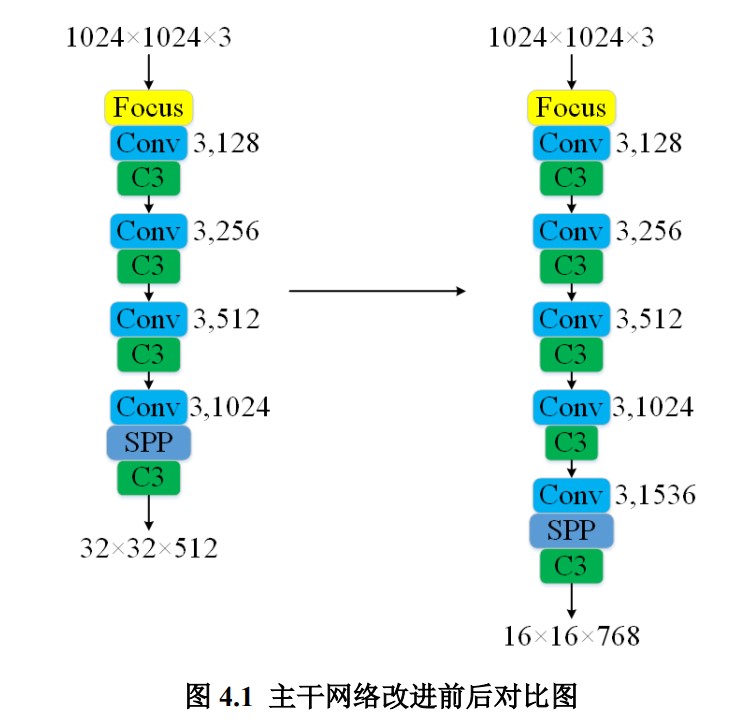 1024×1024×3
Focus
Conv 3,128
C3
Conv 3,256
C3
Conv 3,512
C3
Conv 3,1024
SPP
C3
32×32×512
1024×1024×3
Focus
Conv 3,128
C3
Conv 3,256
C3
Conv 3,512
C3
Conv 3,1024
C3
Conv 3,1536
SPP
C3
16×16×768
图 4.1 主干网络改进前后对比图